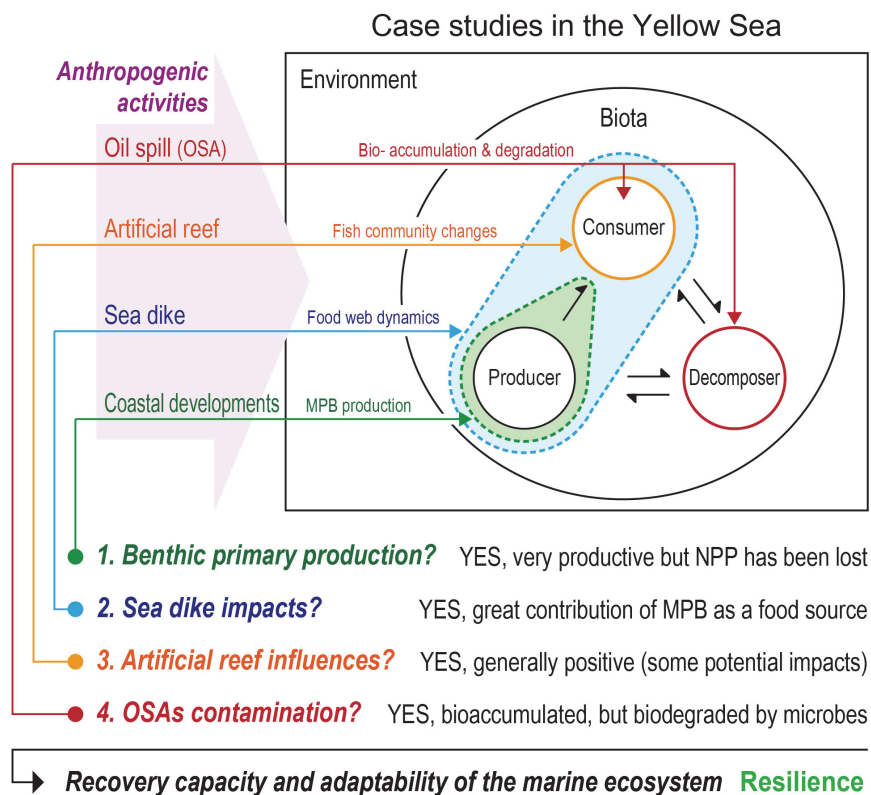 Case studies in the Yellow Sea
Anthropogenic
activities
Environment
Biota
Oil spill (OSA)
Bio- accumulation & degradation
Consumer
Artificial reef
Fish community changes
Sea dike
Food web dynamics
Producer
Decomposer
Coastal developments
MPB production
1. Benthic primary production? YES, very productive but NPP has been lost
2. Sea dike impacts? YES, great contribution of MPB as a food source
3. Artificial reef influences? YES, generally positive (some potential impacts)
4. OSAs contamination? YES, bioaccumulated, but biodegraded by microbes
Recovery capacity and adaptability of the marine ecosystem Resilience